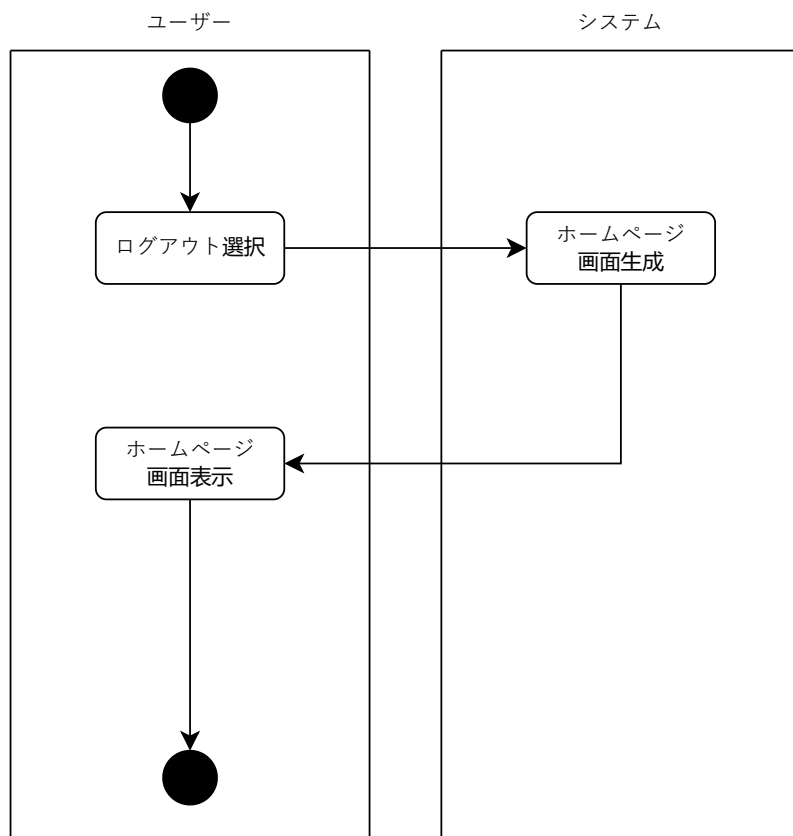 ユーザー
システム
ログアウト選択
ホームページ
画面生成
ホームページ
画面表示